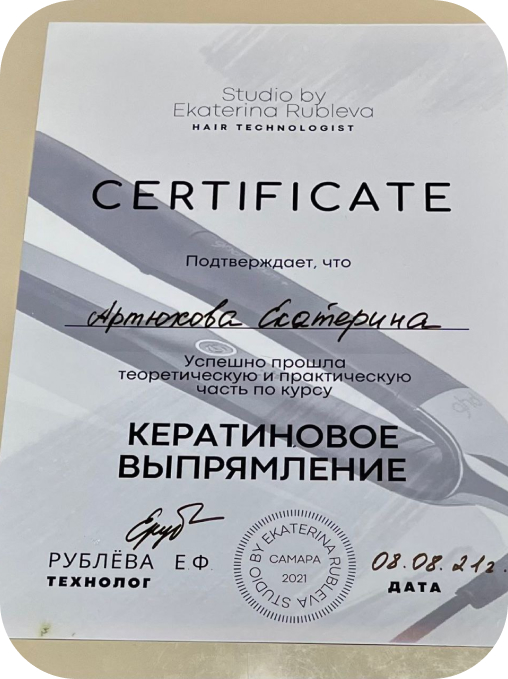 Studio by
Ekaterina Rubleva
HAIR TECHNOLOGIST
CERTIFICATE
Подтверждает, что
Артюхова Екатерина
Успешно прошла
теоретическую и практическую
часть по курсу
КЕРАТИНОВОЕ
ВЫПРЯМЛЕНИЕ
РУБЛЁВА Е.Ф.
ТЕХНОЛОГ
STUDIO BY EKATERINA RUBLEVA
САМАРА
2021
08.08.21г.
ДАТА